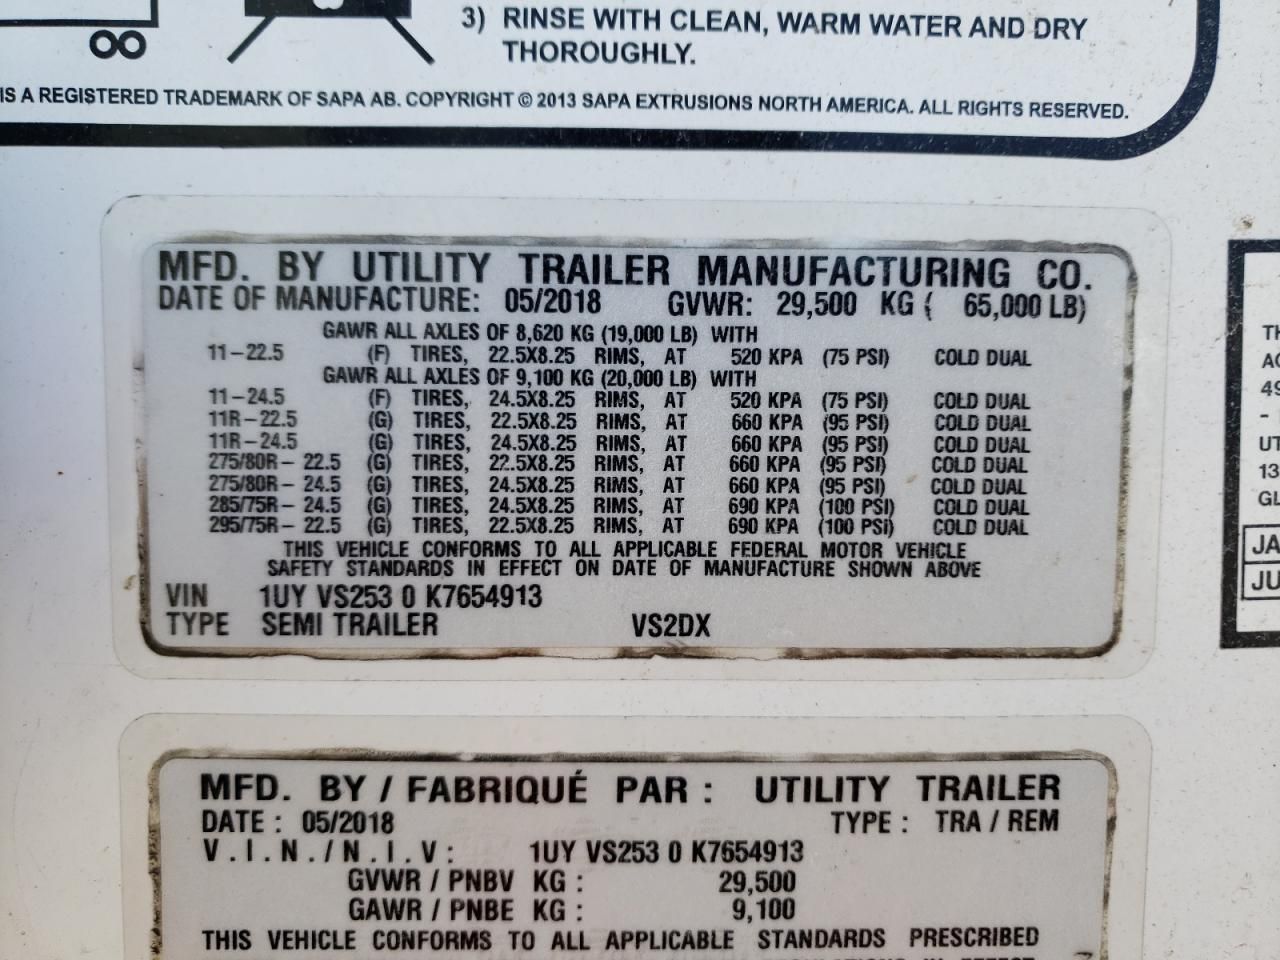 3) RINSE WITH CLEAN, WARM WATER AND DRY
THOROUGHLY.
IS A REGISTERED TRADEMARK OF SAPA AB. COPYRIGHT © 2013 SAPA EXTRUSIONS NORTH AMERICA. ALL RIGHTS RESERVED.
MFD. BY UTILITY TRAILER MANUFACTURING CO.
DATE OF MANUFACTURE: 05/2018 GVWR: 29,500 KG ( 65,000 LB)
GAWR ALL AXLES OF 8,620 KG (19,000 LB) WITH
11-22.5 (F) TIRES, 22.5X8.25 RIMS, AT 520 KPA (75 PSI) COLD DUAL
GAWR ALL AXLES OF 9,100 KG (20,000 LB) WITH
11-24.5 (F) TIRES, 24.5X8.25 RIMS, AT 520 KPA (75 PSI) COLD DUAL
11R-22.5 (G) TIRES, 22.5X8.25 RIMS, AT 660 KPA (95 PSI) COLD DUAL
11R-24.5 (G) TIRES, 24.5X8.25 RIMS, AT 660 KPA (95 PSI) COLD DUAL
275/80R- 22.5 (G) TIRES, 22.5X8.25 RIMS, AT 660 KPA (95 PSI) COLD DUAL
275/80R- 24.5 (G) TIRES, 24.5X8.25 RIMS, AT 660 KPA (95 PSI) COLD DUAL
285/75R- 24.5 (G) TIRES, 24.5X8.25 RIMS, AT 690 KPA (100 PSI) COLD DUAL
295/75R- 22.5 (G) TIRES, 22.5X8.25 RIMS, AT 690 KPA (100 PSI) COLD DUAL
THIS VEHICLE CONFORMS TO ALL APPLICABLE FEDERAL MOTOR VEHICLE
SAFETY STANDARDS IN EFFECT ON DATE OF MANUFACTURE SHOWN ABOVE
VIN 1UY VS253 0 K7654913
TYPE SEMI TRAILER VS2DX
MFD. BY / FABRIQUÉ PAR : UTILITY TRAILER
DATE : 05/2018 TYPE : TRA / REM
V.I.N./N.I.V: 1UY VS253 0 K7654913
GVWR / PNBV KG : 29,500
GAWR / PNBE KG : 9,100
THIS VEHICLE CONFORMS TO ALL APPLICABLE STANDARDS PRESCRIBED
TH
AC
49
-
UT
13
GL
JA
JU